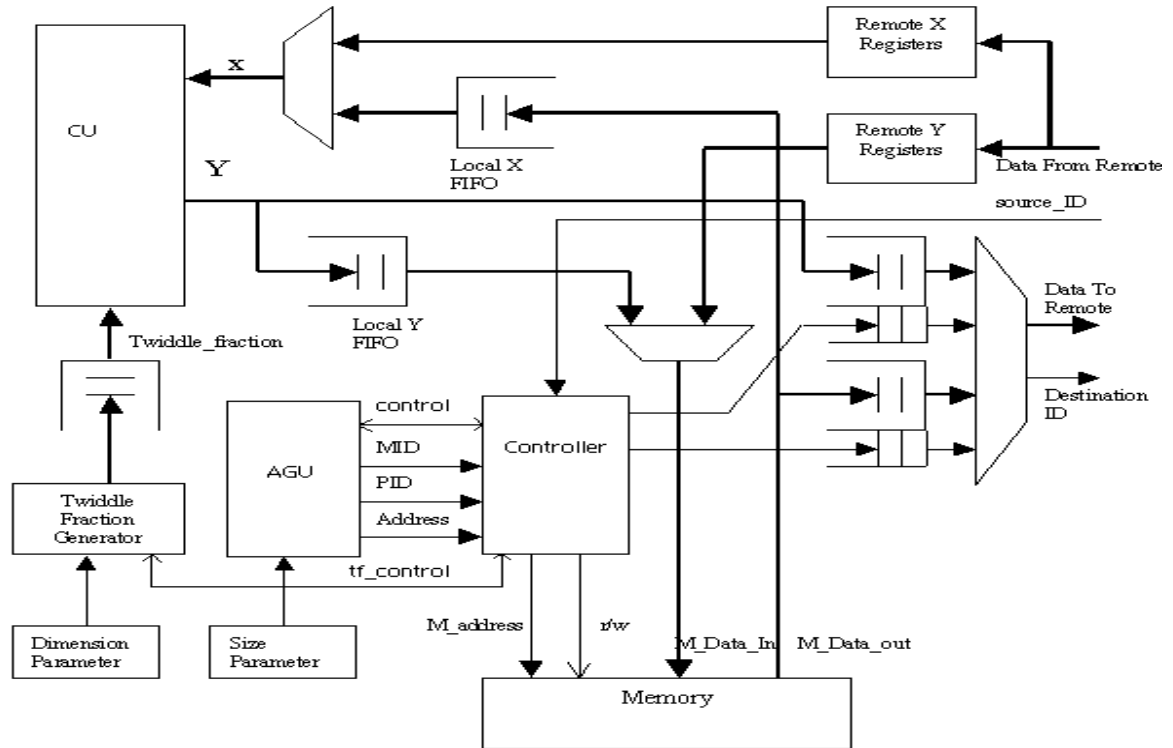 Remote X
Registers
x
CU
Remote Y
Registers
Local X
FIFO
Data From Remote
Y
source_ID
Data To
Remote
Local Y
FIFO
Twiddle_fraction
Destination
ID
control
Controller
MID
AGU
PID
Twiddle
Fraction
Generator
Address
tf_control
M_address
r/w
M_Data_In
M_Data_out
Dimension
Parameter
Size
Parameter
Memory